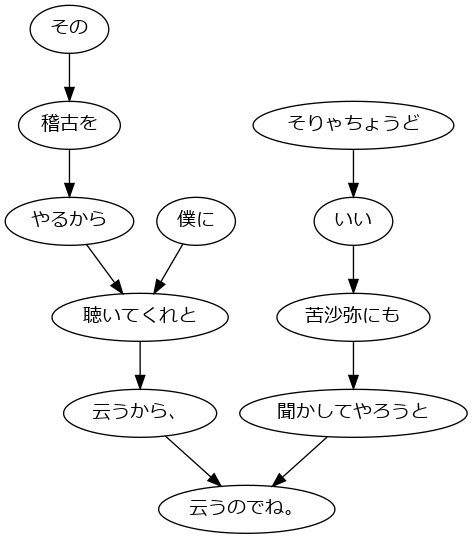 その
稽古を
そりゃちょうど
やるから
僕に
いい
聴いてくれと
苦沙弥にも
云うから、
聞かしてやろうと
云うのでね。